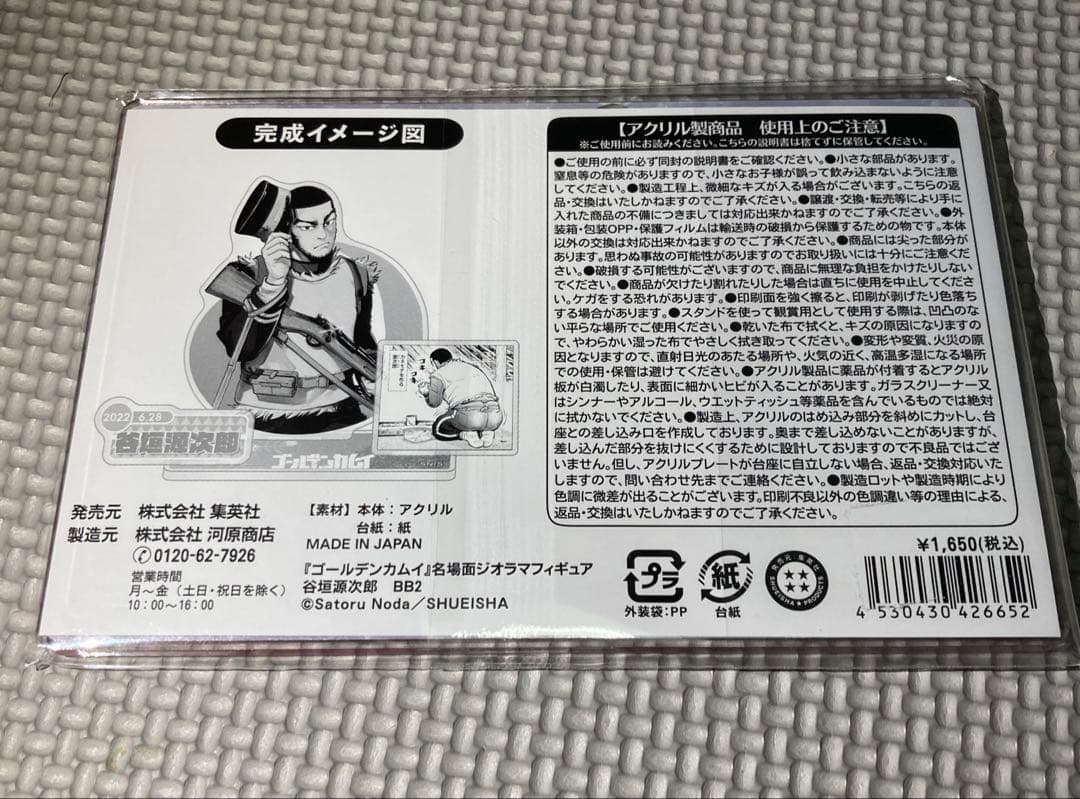 完成イメージ図
2022 6.28
谷垣源次郎
ゴールデンカムイ
発売元 株式会社 集英社
製造元 株式会社 河原商店
0120-62-7926
営業時間
月~金(土日・祝日を除く)
10:00~16:00
【素材】本体:アクリル
台紙:紙
MADE IN JAPAN
『ゴールデンカムイ』名場面ジオラマフィギュア
谷垣源次郎 BB2
©Satoru Noda/SHUEISHA
【アクリル製商品 使用上のご注意】
※ご使用前にお読みください。こちらの説明書は捨てずに保管してください。
●ご使用の前に必ず同封の説明書をご確認ください。●小さな部品があります。
窒息等の危険がありますので、小さなお子様が誤って飲み込まないように注意
してください。●製造工程上、微細なキズが入る場合がございます。こちらの返
品・交換はいたしかねますのでご了承ください。●譲渡・交換・転売等により手に
入れた商品の不備につきましては対応出来かねますのでご了承ください。●外
装箱・包装OPP・保護フィルムは輸送時の破損から保護するための物です。本体
以外の交換は対応出来かねますのでご了承ください。●商品には尖った部分が
あります。思わぬ事故の可能性がありますのでお取り扱いには十分にご注意くださ
い。●破損する可能性がございますので、商品に無理な負担をかけたりしない
でください。●商品が欠けたり割れたりした場合は直ちに使用を中止してくださ
い。ケガをする恐れがあります。●印刷面を強く擦ると、印刷が剥げたり色落ち
する場合があります。●スタンドを使って観賞用として使用する際は、凹凸のな
い平らな場所でご使用ください。●乾いた布で拭くと、キズの原因になりますの
で、やわらかい湿った布でやさしく拭き取ってください。●変形や変質、火災の原
因となりますので、直射日光のあたる場所や、火気の近く、高温多湿になる場所
での使用・保管は避けてください。●アクリル製品に薬品が付着するとアクリル
板が白濁したり、表面に細かいヒビが入ることがあります。ガラスクリーナー又
はシンナーやアルコール、ウエットティッシュ等薬品を含んでいるものでは絶対
に拭かないでください。●製造上、アクリルのはめ込み部分を斜めにカットし、台
座との差し込み口を作成しております。奥まで差し込めないことがありますが、
差し込んだ部分を抜けにくくするために設計しておりますので不良品ではござ
いません。但し、アクリルプレートが台座に自立しない場合、返品・交換対応いた
しますので、問い合わせ先までご連絡ください。●製造ロットや製造時期により
色調に微差が出ることがございます。印刷不良以外の色調違い等の理由による、
返品・交換はいたしかねますのでご了承ください。
プラ
外装袋:PP
紙
台紙
発売元:集英社
SHUEISHA PRODUCTS
¥1,650(税込)
4 530430 426652